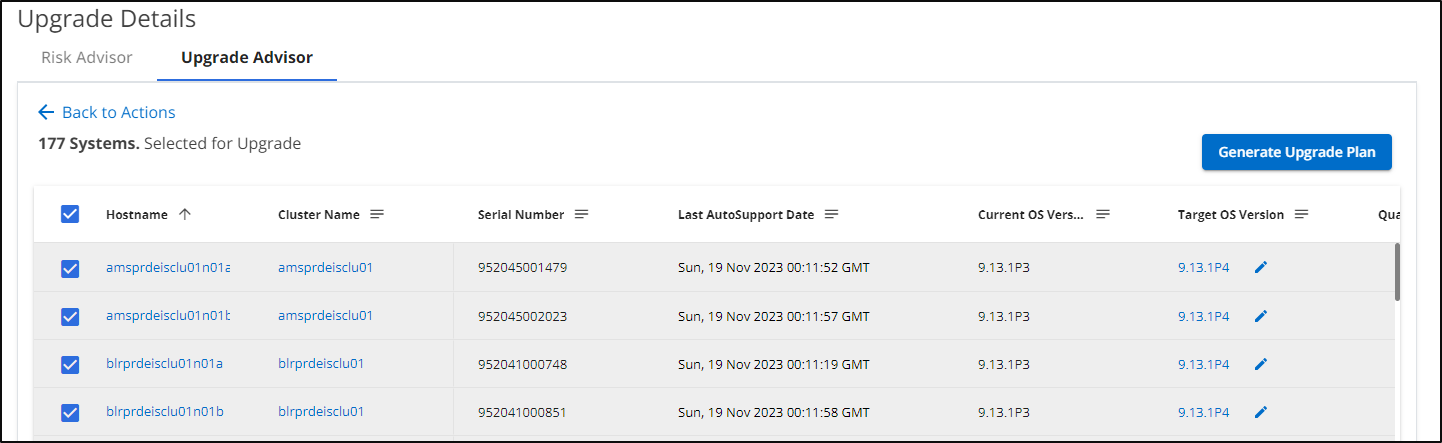 Upgrade Details
Risk Advisor Upgrade Advisor
Back to Actions
177 Systems. Selected for Upgrade
Generate Upgrade Plan
Hostname Cluster Name Serial Number Last AutoSupport Date Current OS Vers... Target OS Version Qua
amsprdeisclu01n01a amsprdeisclu01 952045001479 Sun, 19 Nov 2023 00:11:52 GMT 9.13.1P3 9.13.1P4
amsprdeisclu01n01b amsprdeisclu01 952045002023 Sun, 19 Nov 2023 00:11:57 GMT 9.13.1P3 9.13.1P4
blrprdeisclu01n01a blrprdeisclu01 952041000748 Sun, 19 Nov 2023 00:11:19 GMT 9.13.1P3 9.13.1P4
blrprdeisclu01n01b blrprdeisclu01 952041000851 Sun, 19 Nov 2023 00:11:58 GMT 9.13.1P3 9.13.1P4